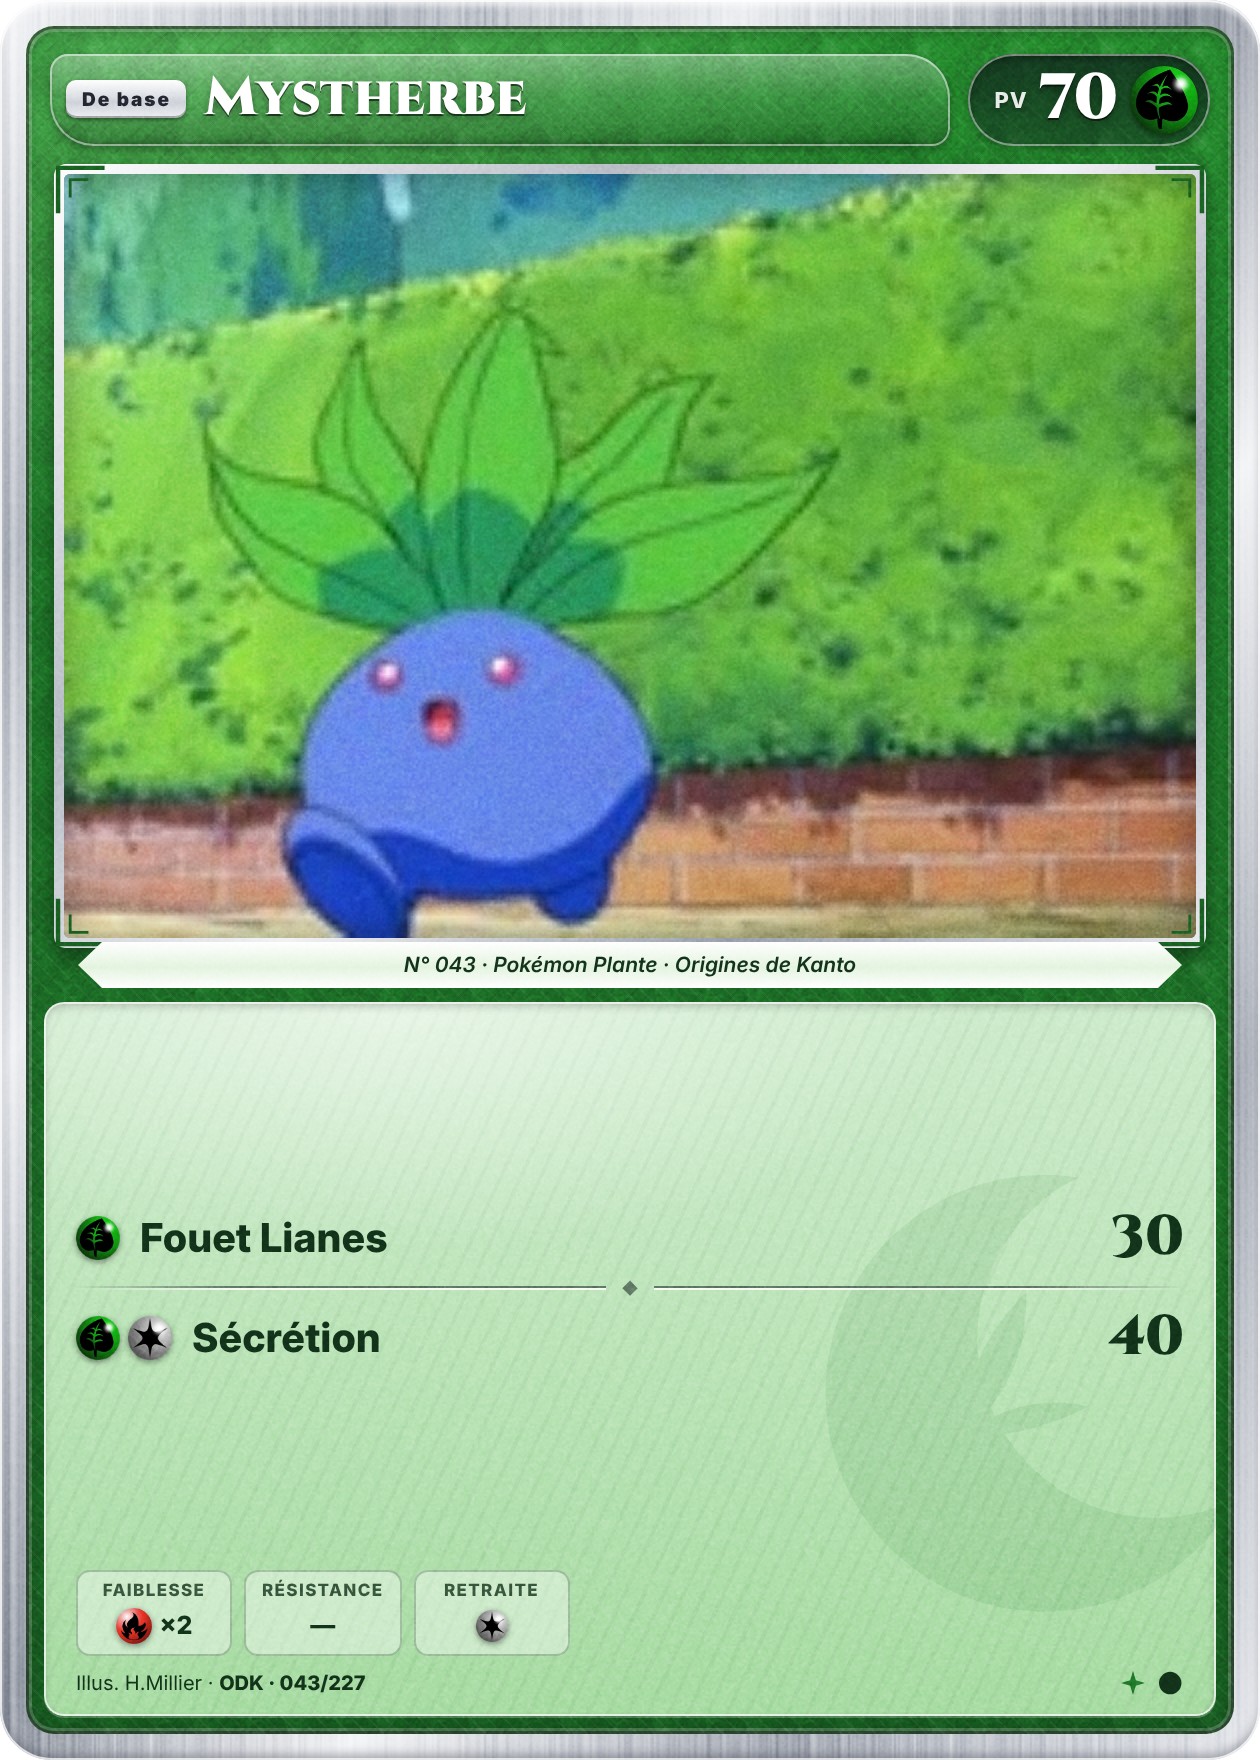 De base Mystherbe PV 70
N° 043 · Pokémon Plante · Origines de Kanto
Fouet Lianes 30
Sécrétion 40
FAIBLESSE RÉSISTANCE RETRAITE
×2 —
Illus. H.Millier · ODK · 043/227